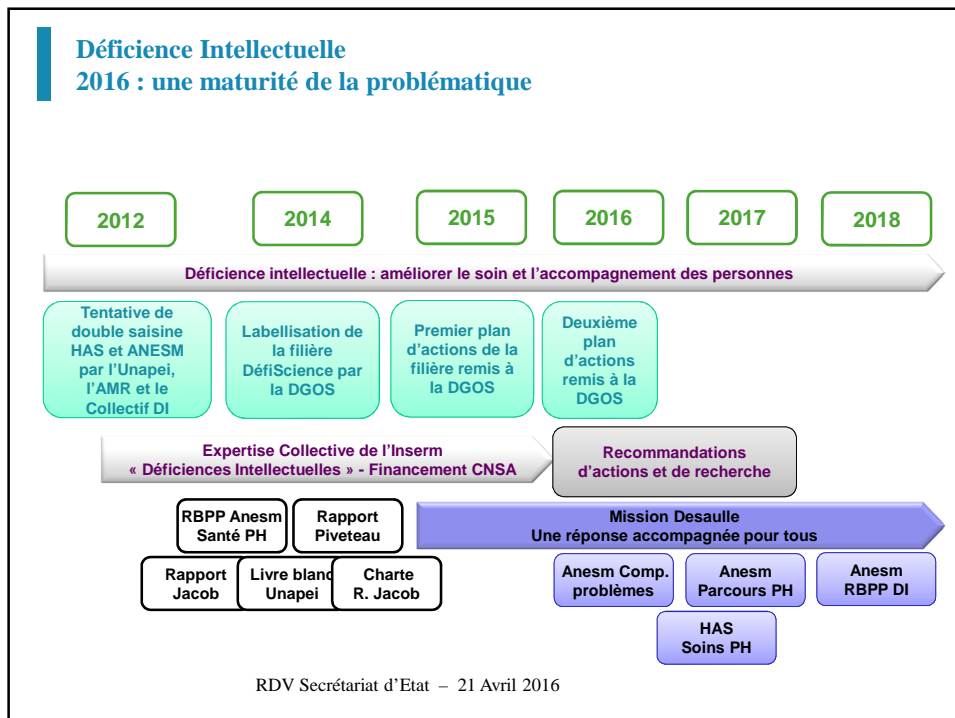 Déficience Intellectuelle
2016 : une maturité de la problématique
2012
2014
2015
2016
2017
2018
Déficience intellectuelle : améliorer le soin et l'accompagnement des personnes
Tentative de
double saisine
HAS et ANESM
par l'Unapei,
l'AMR et le
Collectif DI
Labellisation de
la filière
DéfiScience par
la DGOS
Premier plan
d'actions de la
filière remis à
la DGOS
Deuxième
plan
d'actions
remis à la
DGOS
Expertise Collective de l'Inserm
« Déficiences Intellectuelles » - Financement CNSA
Recommandations
d'actions et de recherche
RBPP Anesm
Santé PH
Rapport
Piveteau
Mission Desaulle
Une réponse accompagnée pour tous
Rapport
Jacob
Livre blanc
Unapei
Charte
R. Jacob
Anesm Comp.
problèmes
Anesm
Parcours PH
Anesm
RBPP DI
HAS
Soins PH
RDV Secrétariat d'Etat – 21 Avril 2016